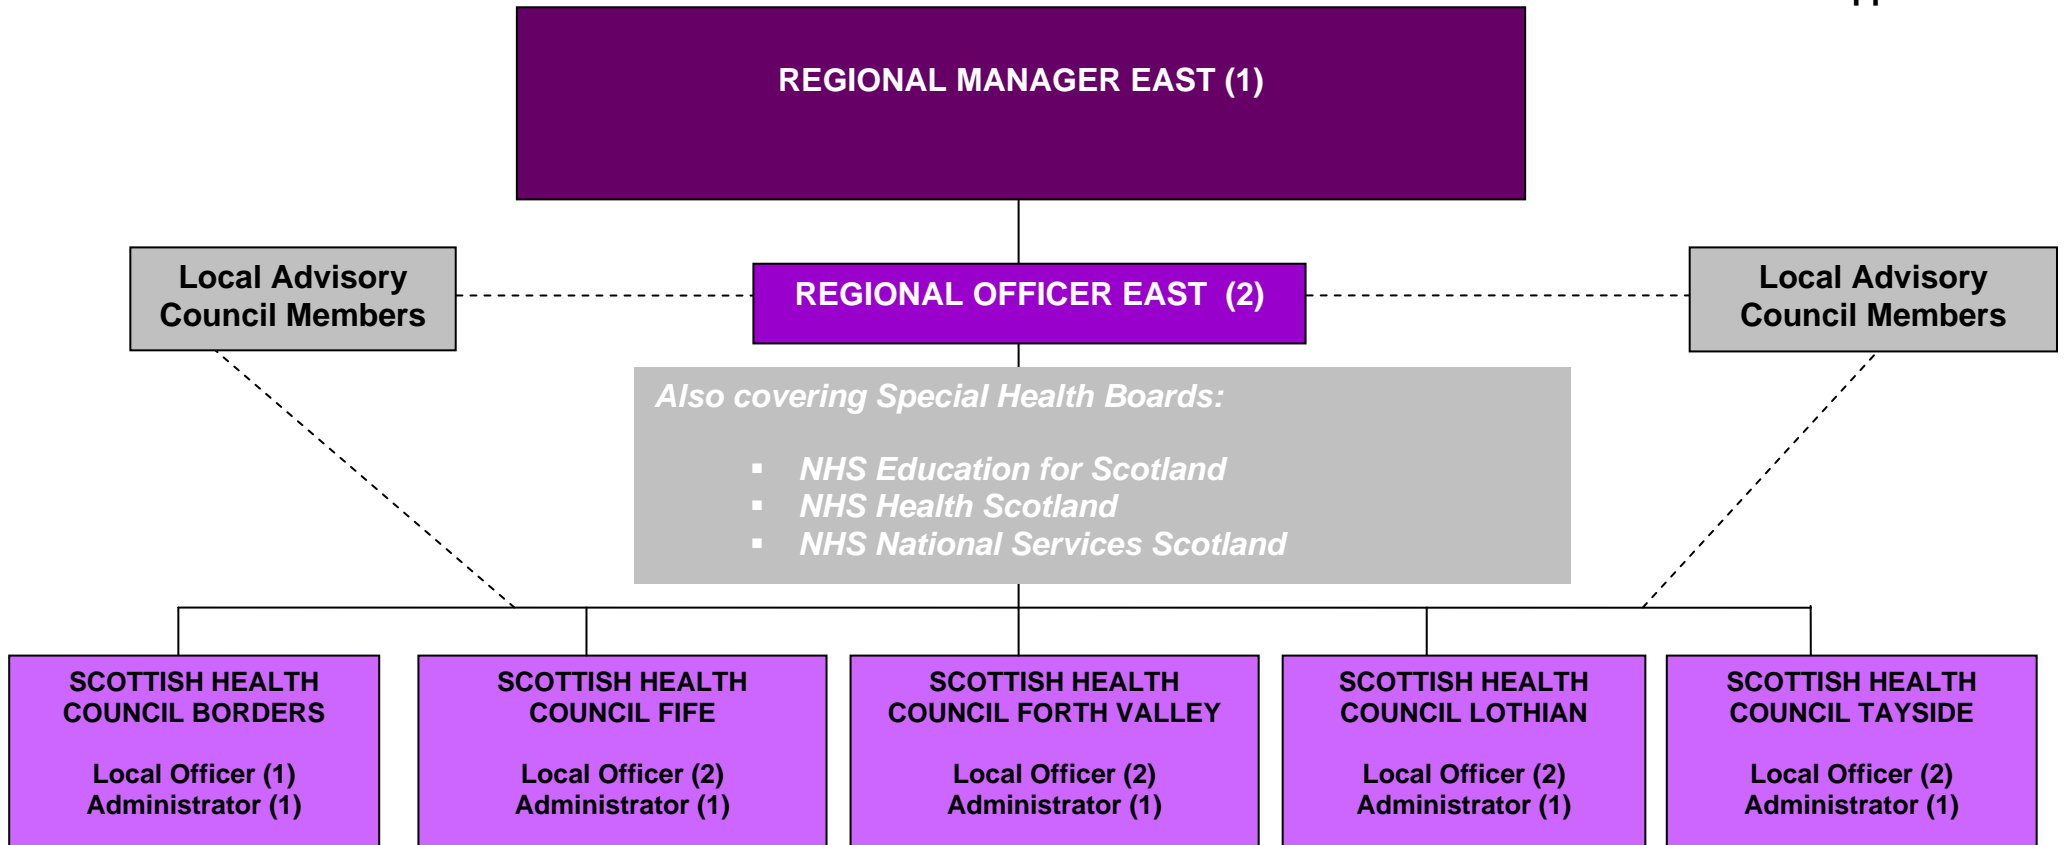 REGIONAL MANAGER EAST (1)
Local Advisory
Council Members
REGIONAL OFFICER EAST (2)
Local Advisory
Council Members
Also covering Special Health Boards:
▪ NHS Education for Scotland
▪ NHS Health Scotland
▪ NHS National Services Scotland
SCOTTISH HEALTH
COUNCIL BORDERS
Local Officer (1)
Administrator (1)
SCOTTISH HEALTH
COUNCIL FIFE
Local Officer (2)
Administrator (1)
SCOTTISH HEALTH
COUNCIL FORTH VALLEY
Local Officer (2)
Administrator (1)
SCOTTISH HEALTH
COUNCIL LOTHIAN
Local Officer (2)
Administrator (1)
SCOTTISH HEALTH
COUNCIL TAYSIDE
Local Officer (2)
Administrator (1)